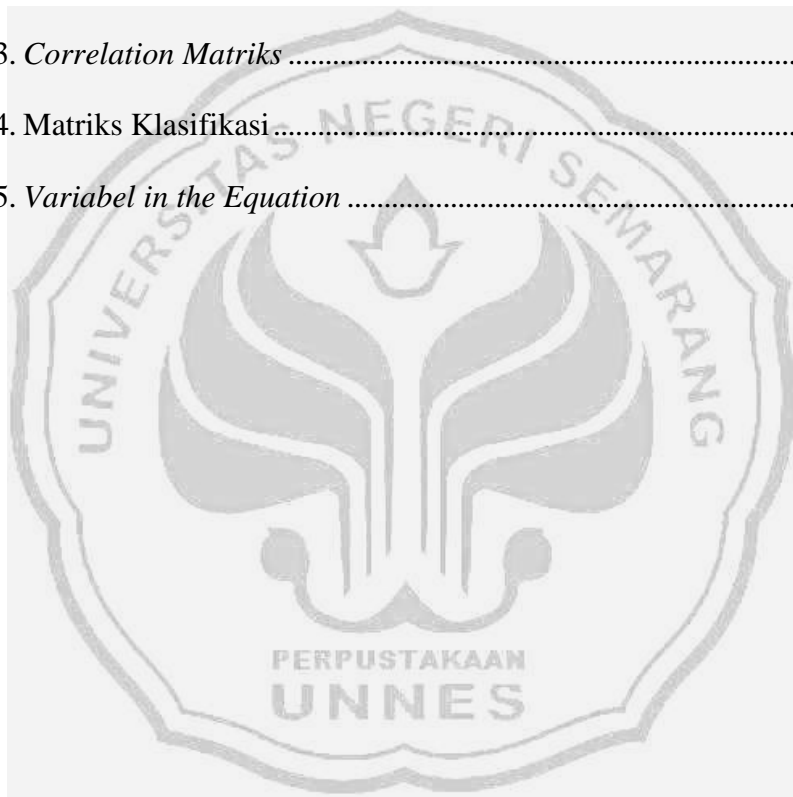 3. Correlation Matriks ................................................................
4. Matriks Klasifikasi ..................................................................
5. Variabel in the Equation ........................................................
UNIVERSITAS NEGERI SEMARANG
PERPUSTAKAAN
UNNES